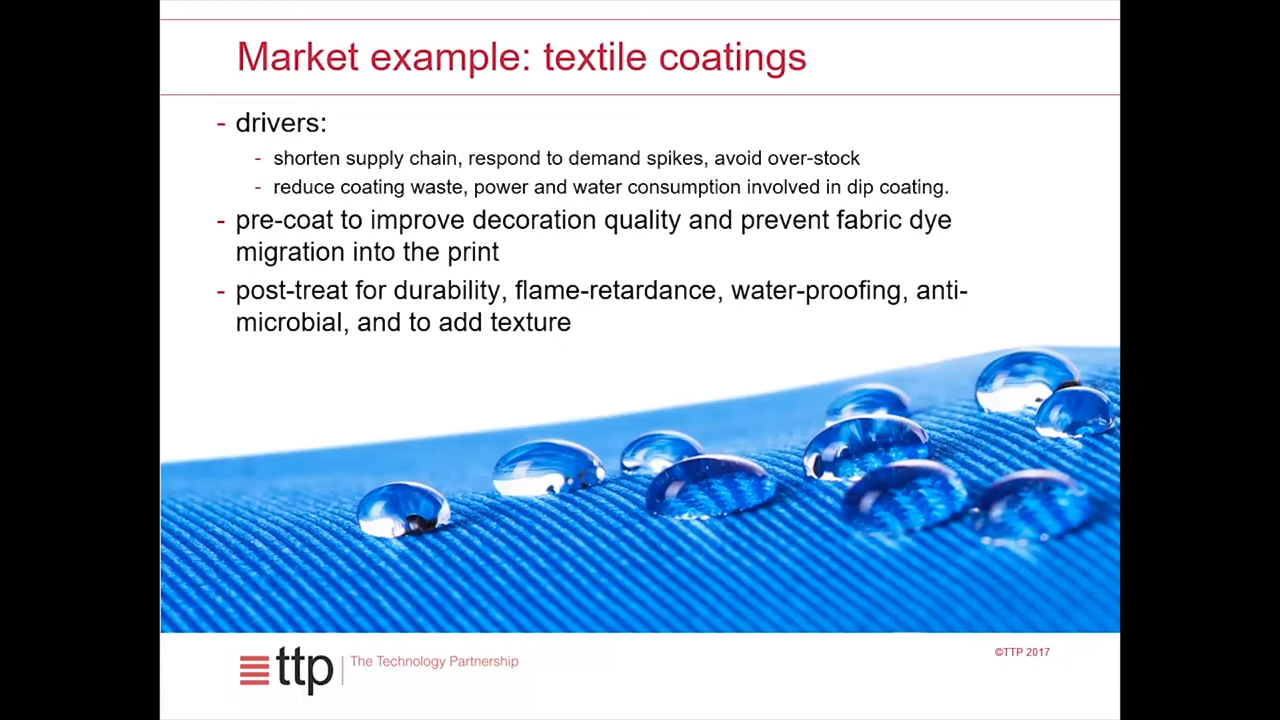 Market example: textile coatings
- drivers:
- shorten supply chain, respond to demand spikes, avoid over-stock
- reduce coating waste, power and water consumption involved in dip coating.
- pre-coat to improve decoration quality and prevent fabric dye
migration into the print
- post-treat for durability, flame-retardance, water-proofing, anti-
microbial, and to add texture
ttp The Technology Partnership
©TTP 2017